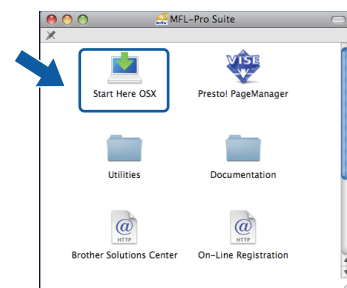 MFL-Pro Suite
VISE
Start Here OSX
Presto! PageManager
Utilities
Documentation
@
HTTP
@
HTTP
Brother Solutions Center
On-Line Registration